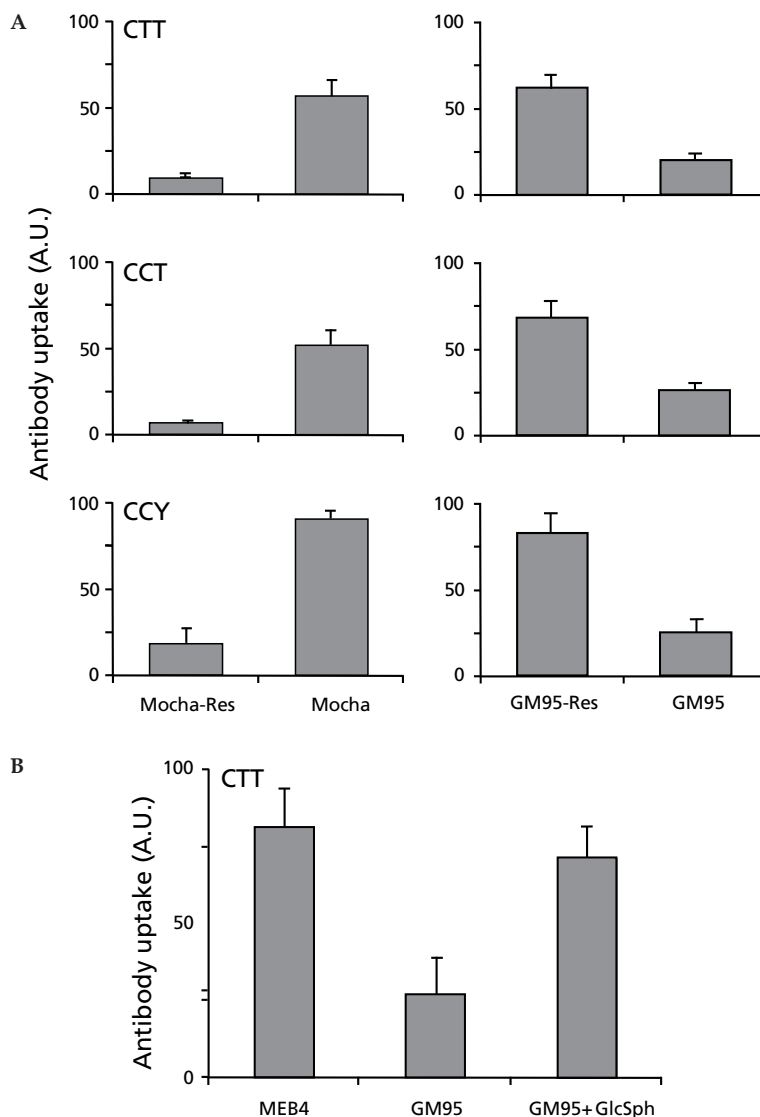 A
Antibody uptake (A.U.)
CTT
100
50
0
100
50
0
CCT
100
50
0
100
50
0
CCY
100
50
0
100
50
0
Mocha-Res Mocha
GM95-Res GM95
B
Antibody uptake (A.U.)
CTT
100
50
0
MEB4 GM95 GM95+GlcSph